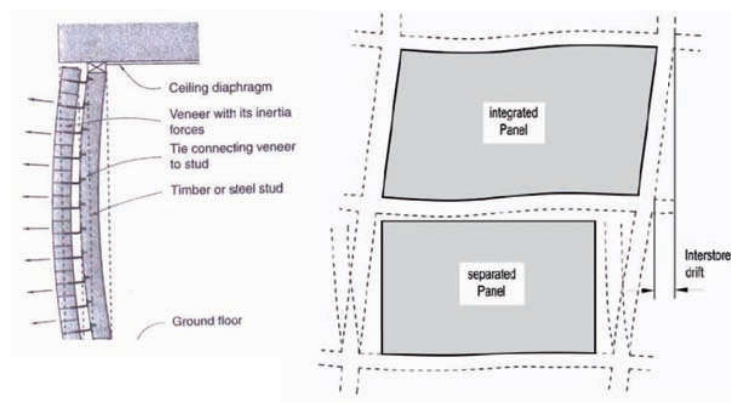 Ceiling diaphragm
Veneer with its inertia
forces
Tie connecting veneer
to stud
Timber or steel stud
Ground floor
integrated
Panel
separated
Panel
Interstore
drift